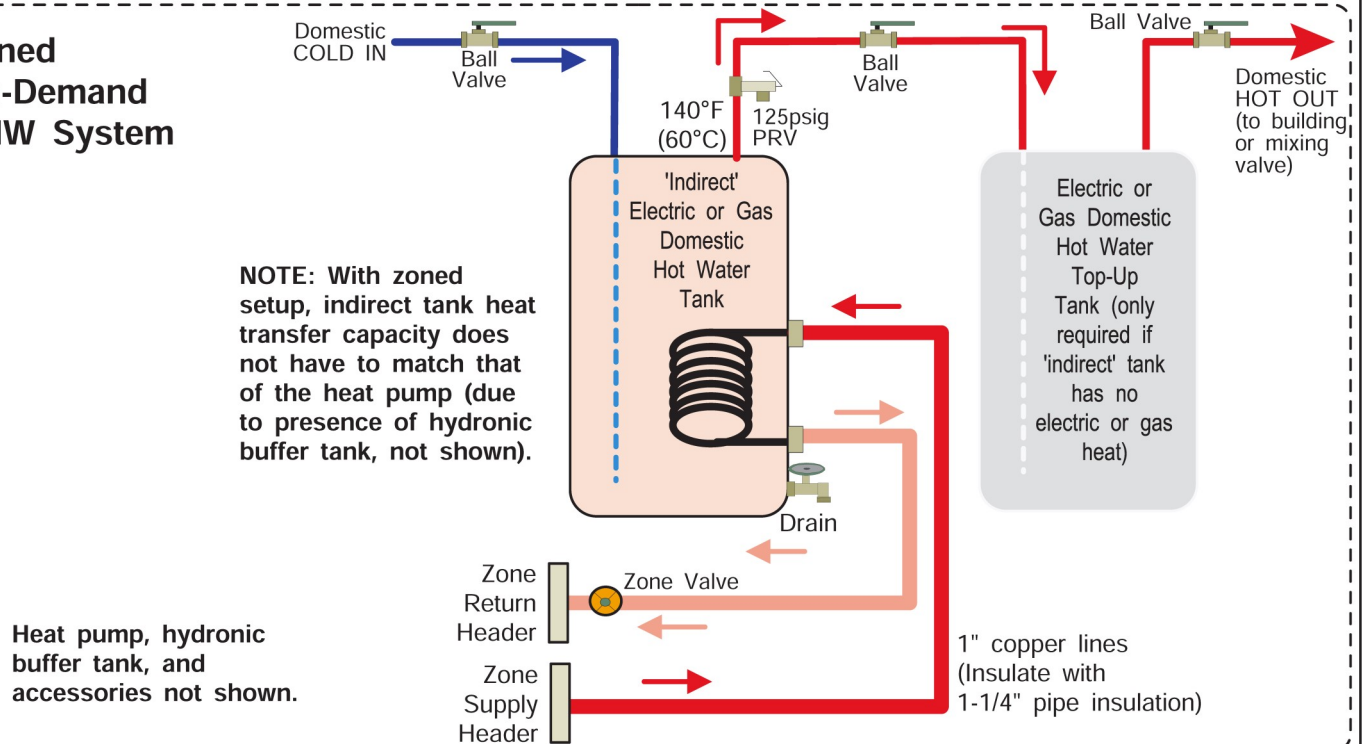 -Demand
System
Domestic
COLD IN
Ball
Valve
140°F
(60°C)
125psig
PRV
Ball
Valve
Ball Valve
Domestic
HOT OUT
(to building
or mixing
valve)
'Indirect'
Electric or Gas
Domestic
Hot Water
Tank
Electric or
Gas Domestic
Hot Water
Top-Up
Tank (only
required if
'indirect' tank
has no
electric or gas
heat)
NOTE: With zoned
setup, indirect tank heat
transfer capacity does
not have to match that
of the heat pump (due
to presence of hydronic
buffer tank, not shown).
Drain
Zone
Return
Header
Zone Valve
Heat pump, hydronic
buffer tank, and
accessories not shown.
Zone
Supply
Header
1" copper lines
(Insulate with
1-1/4" pipe insulation)